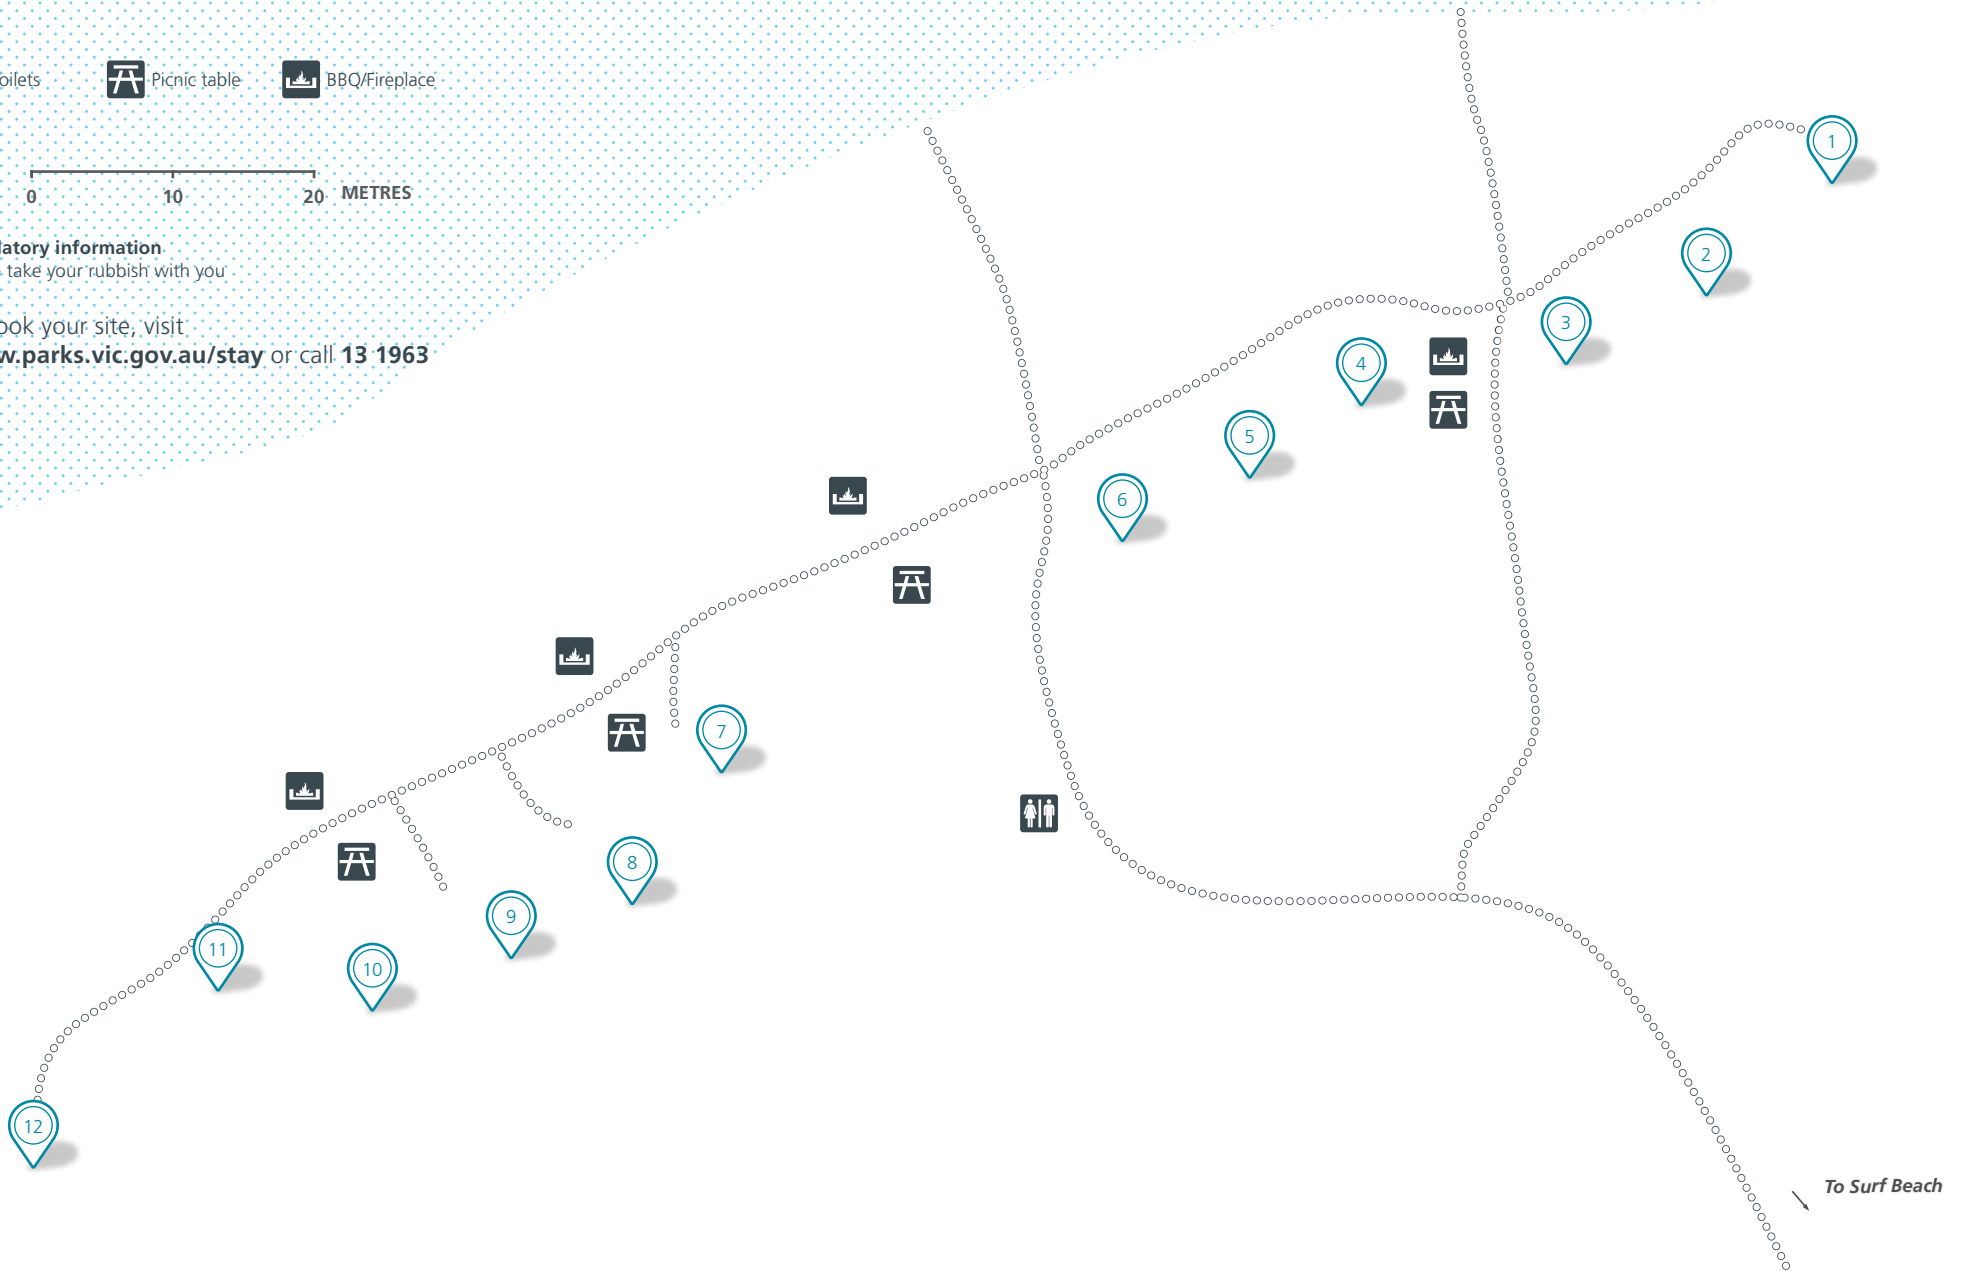 oilets
Picnic table
BBQ/Fireplace
0 10 20 METRES
latory information
take your rubbish with you
ook your site, visit
w.parks.vic.gov.au/stay or call 13 1963
1
2
3
4
5
6
7
8
9
10
11
12
To Surf Beach